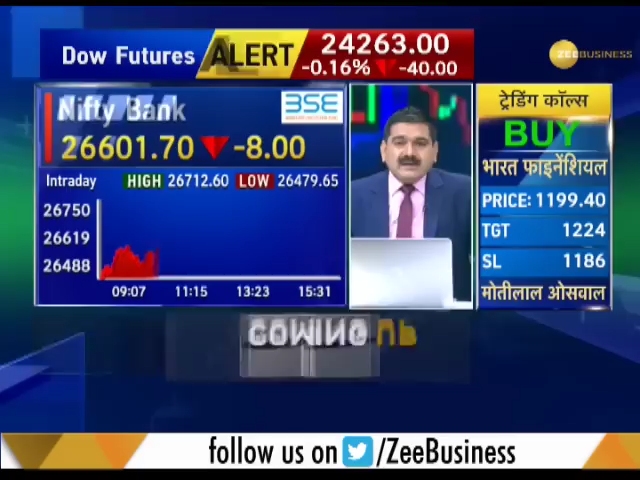 Dow Futures ALERT 24263.00
-0.16% -40.00
ZEE BUSINESS
Nifty Bank BSE
26601.70 -8.00
Intraday HIGH 26712.60 LOW 26479.65
26750
26619
26488
09:07 11:15 13:23 15:31
ट्रेडिंग कॉल्स
BUY
भारत फाइनेंशियल
PRICE: 1199.40
TGT 1224
SL 1186
मोतीलाल ओसवाल
COMING UP
follow us on /ZeeBusiness